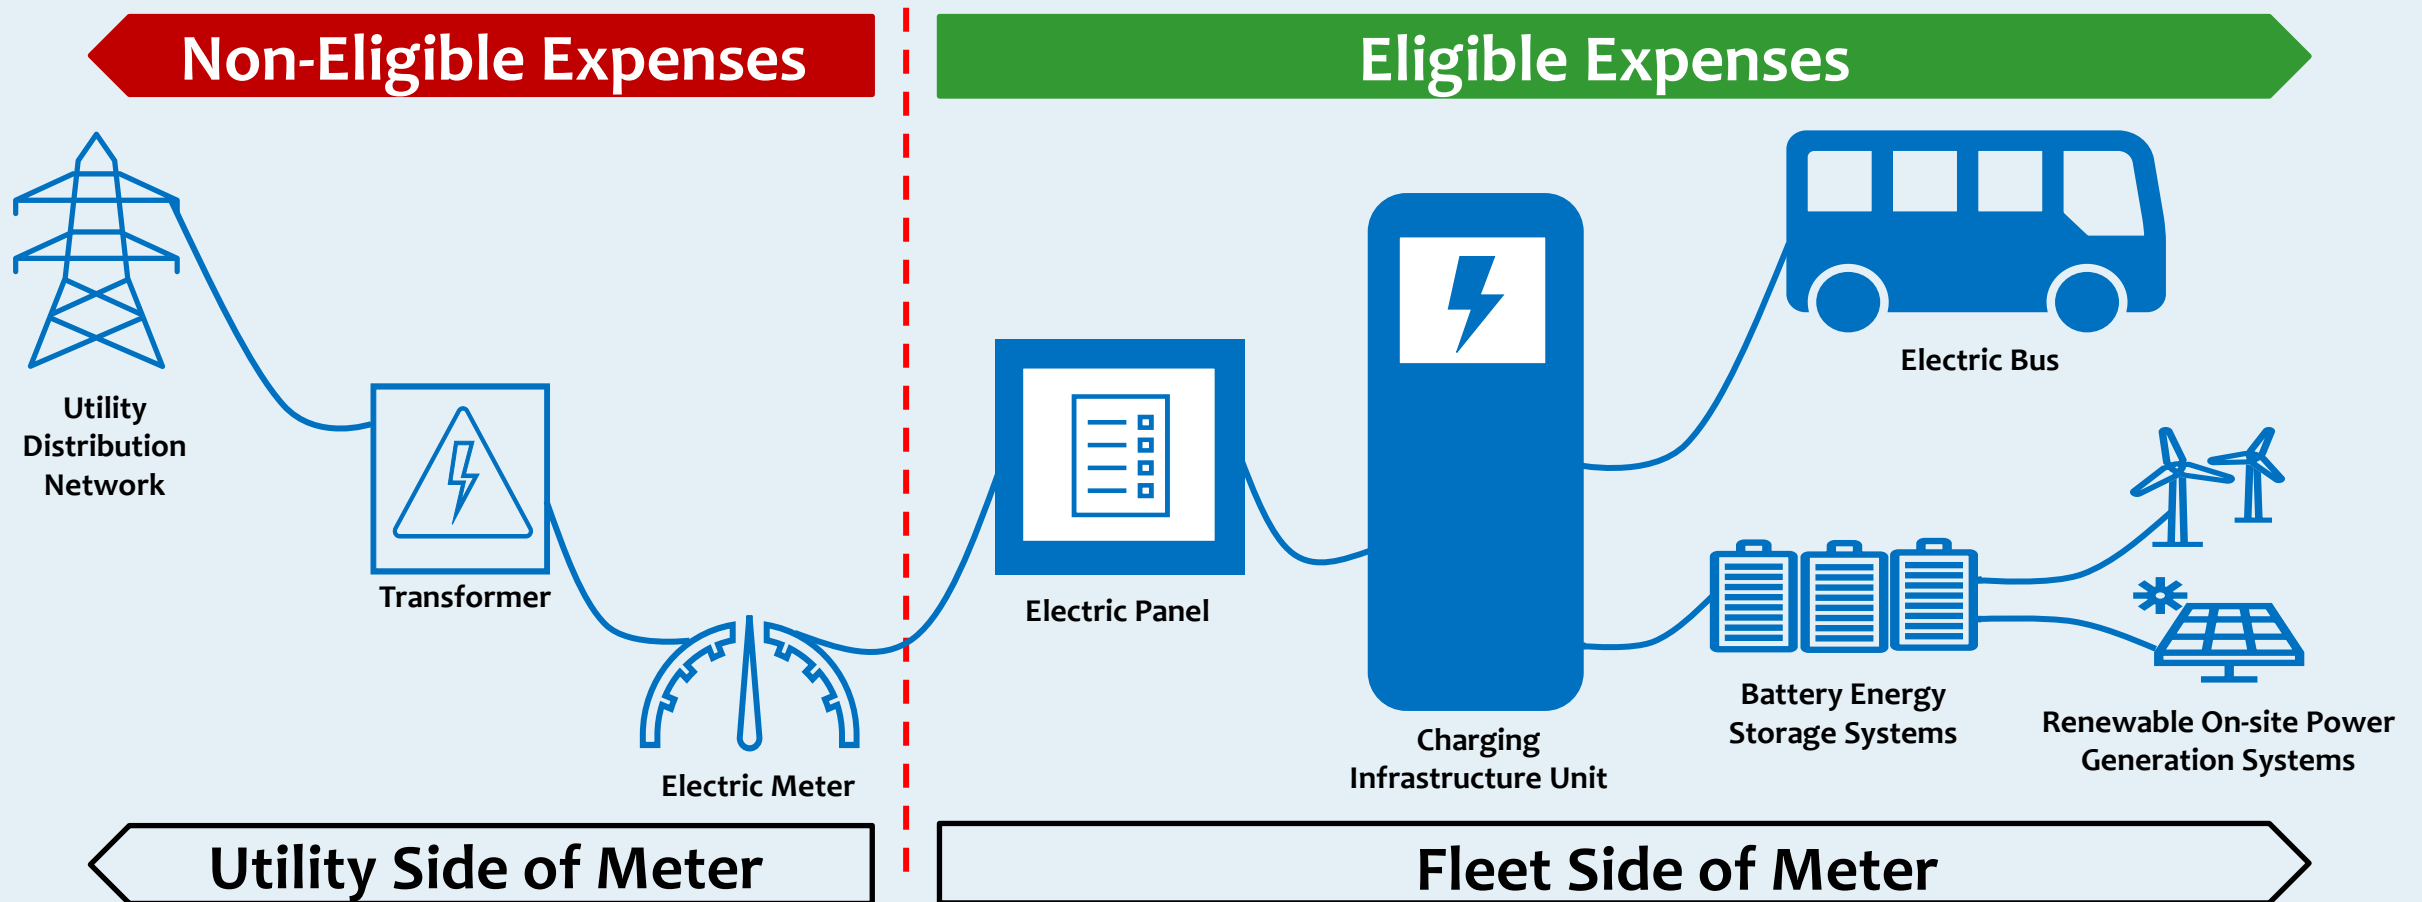 Non-Eligible Expenses
Eligible Expenses
Utility
Distribution
Network
Transformer
Electric Meter
Electric Panel
Charging
Infrastructure Unit
Electric Bus
Battery Energy
Storage Systems
Renewable On-site Power
Generation Systems
Utility Side of Meter
Fleet Side of Meter